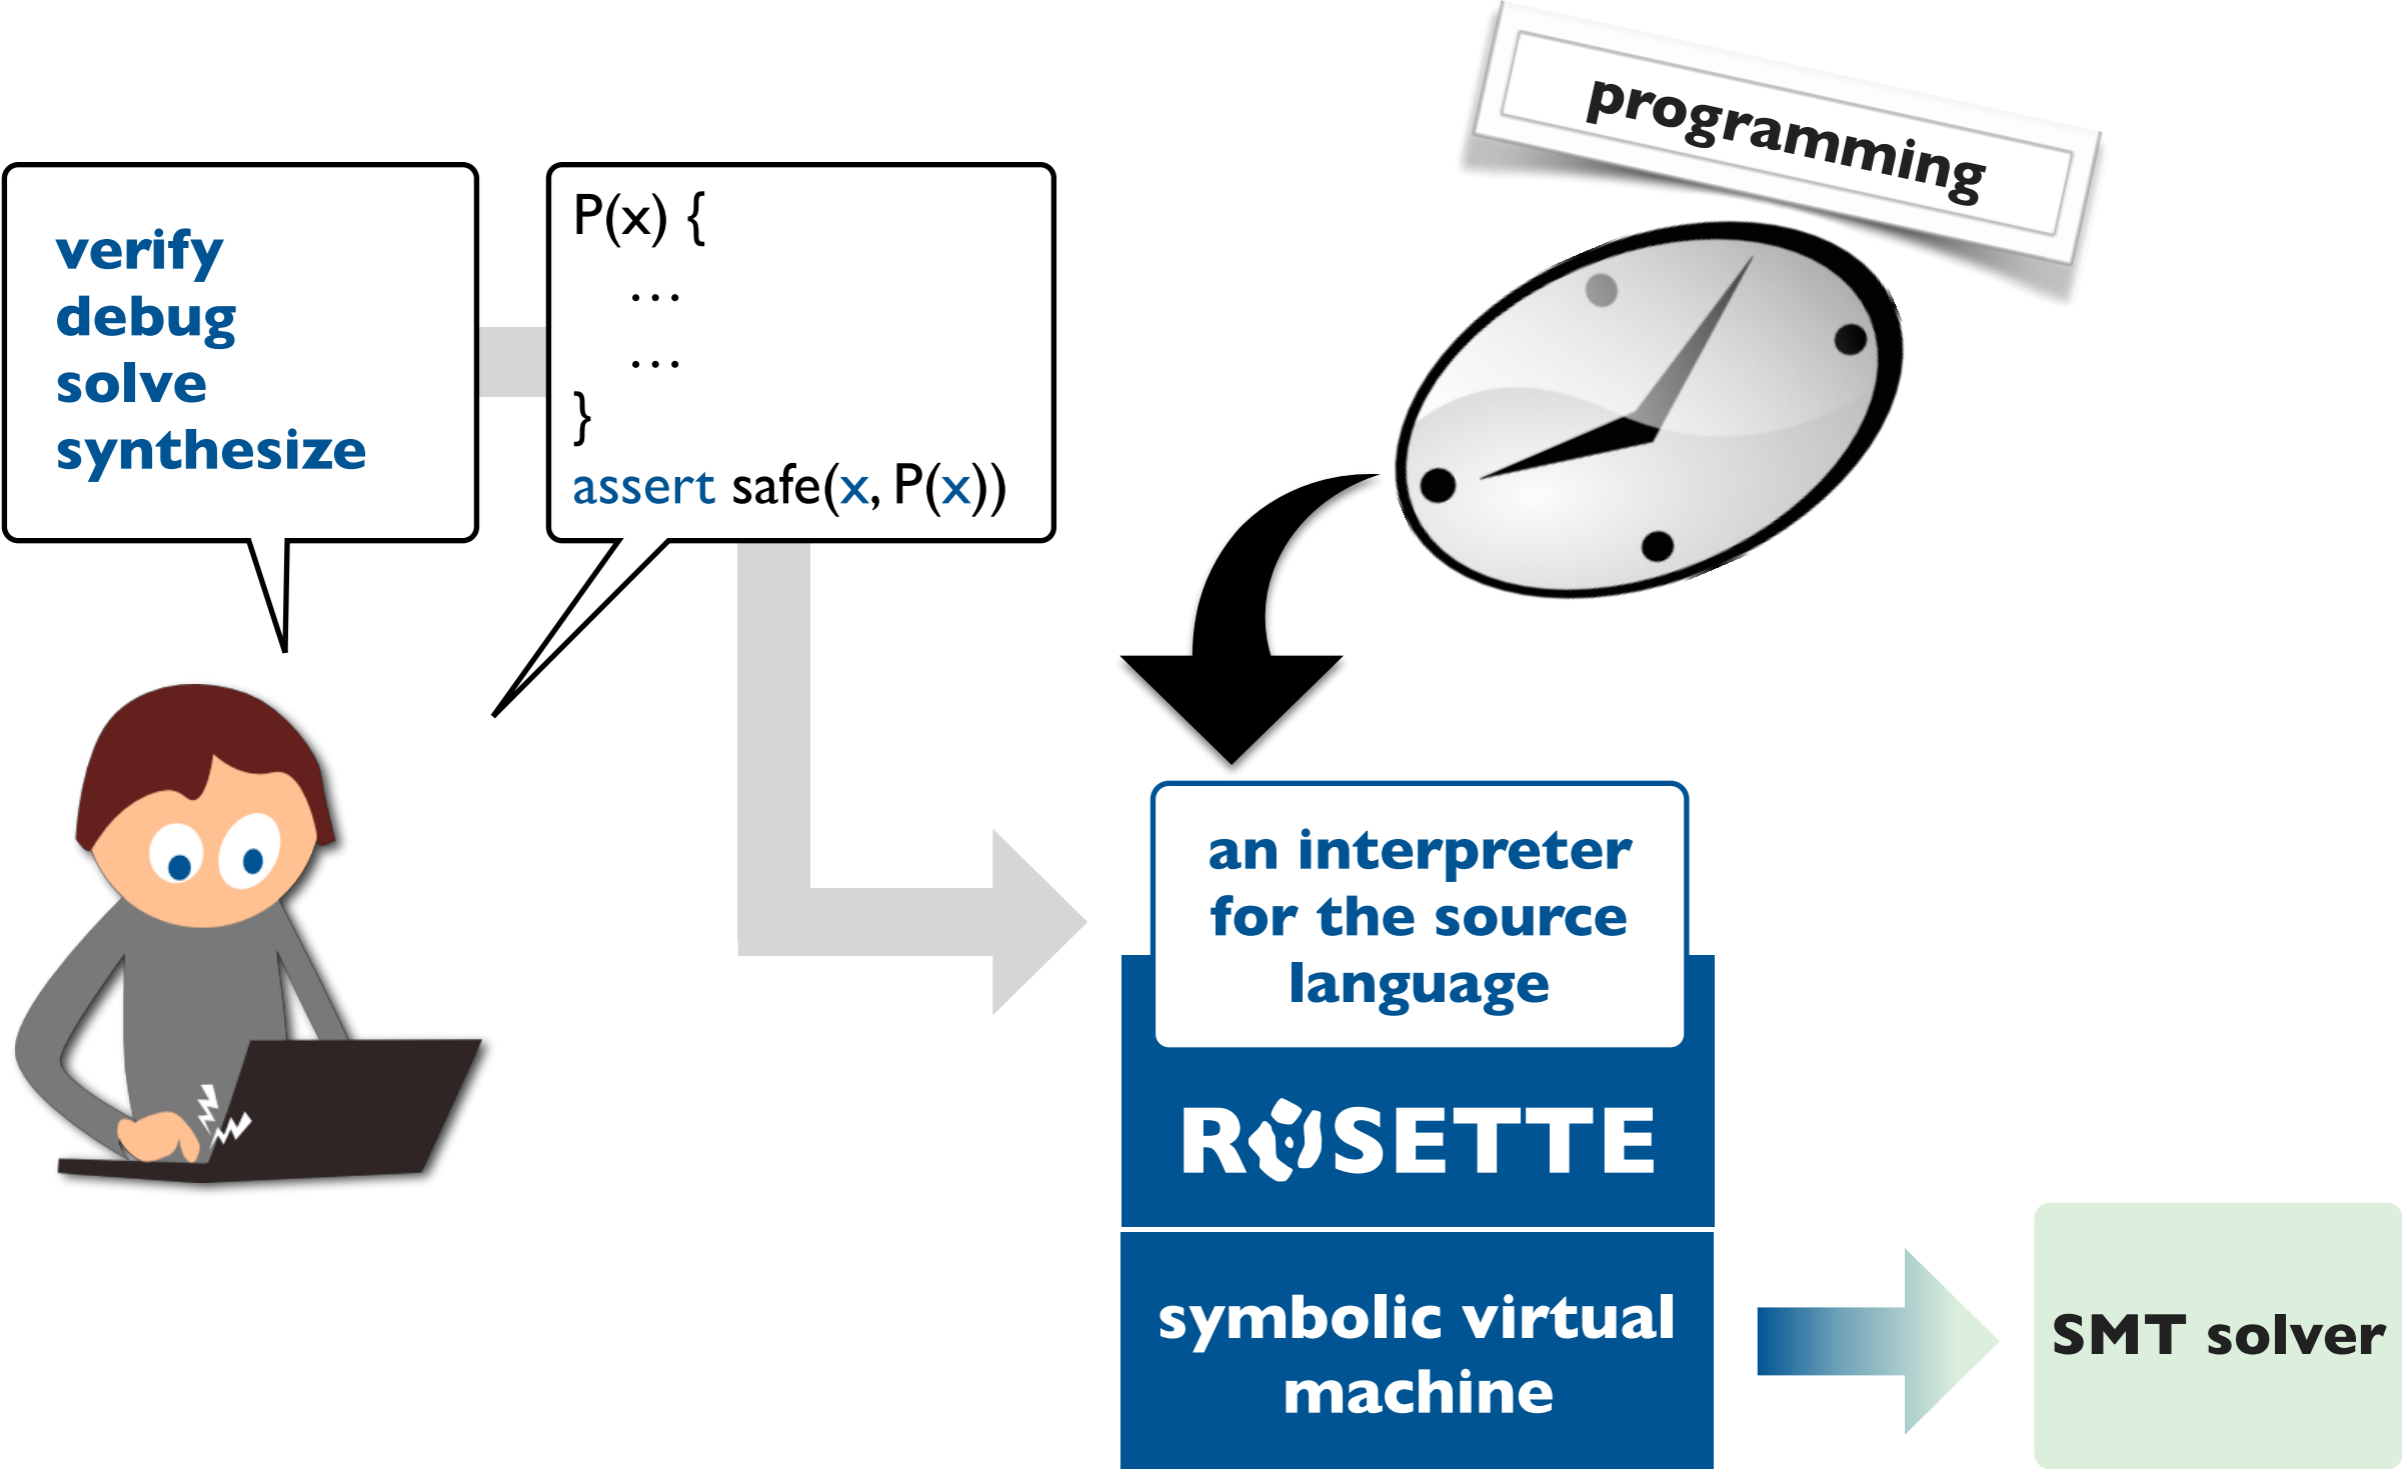 programming
verify
debug
solve
synthesize
P(x) {
...
...
}
assert safe(x, P(x))
an interpreter
for the source
language
ROSETTE
symbolic virtual
machine
SMT solver